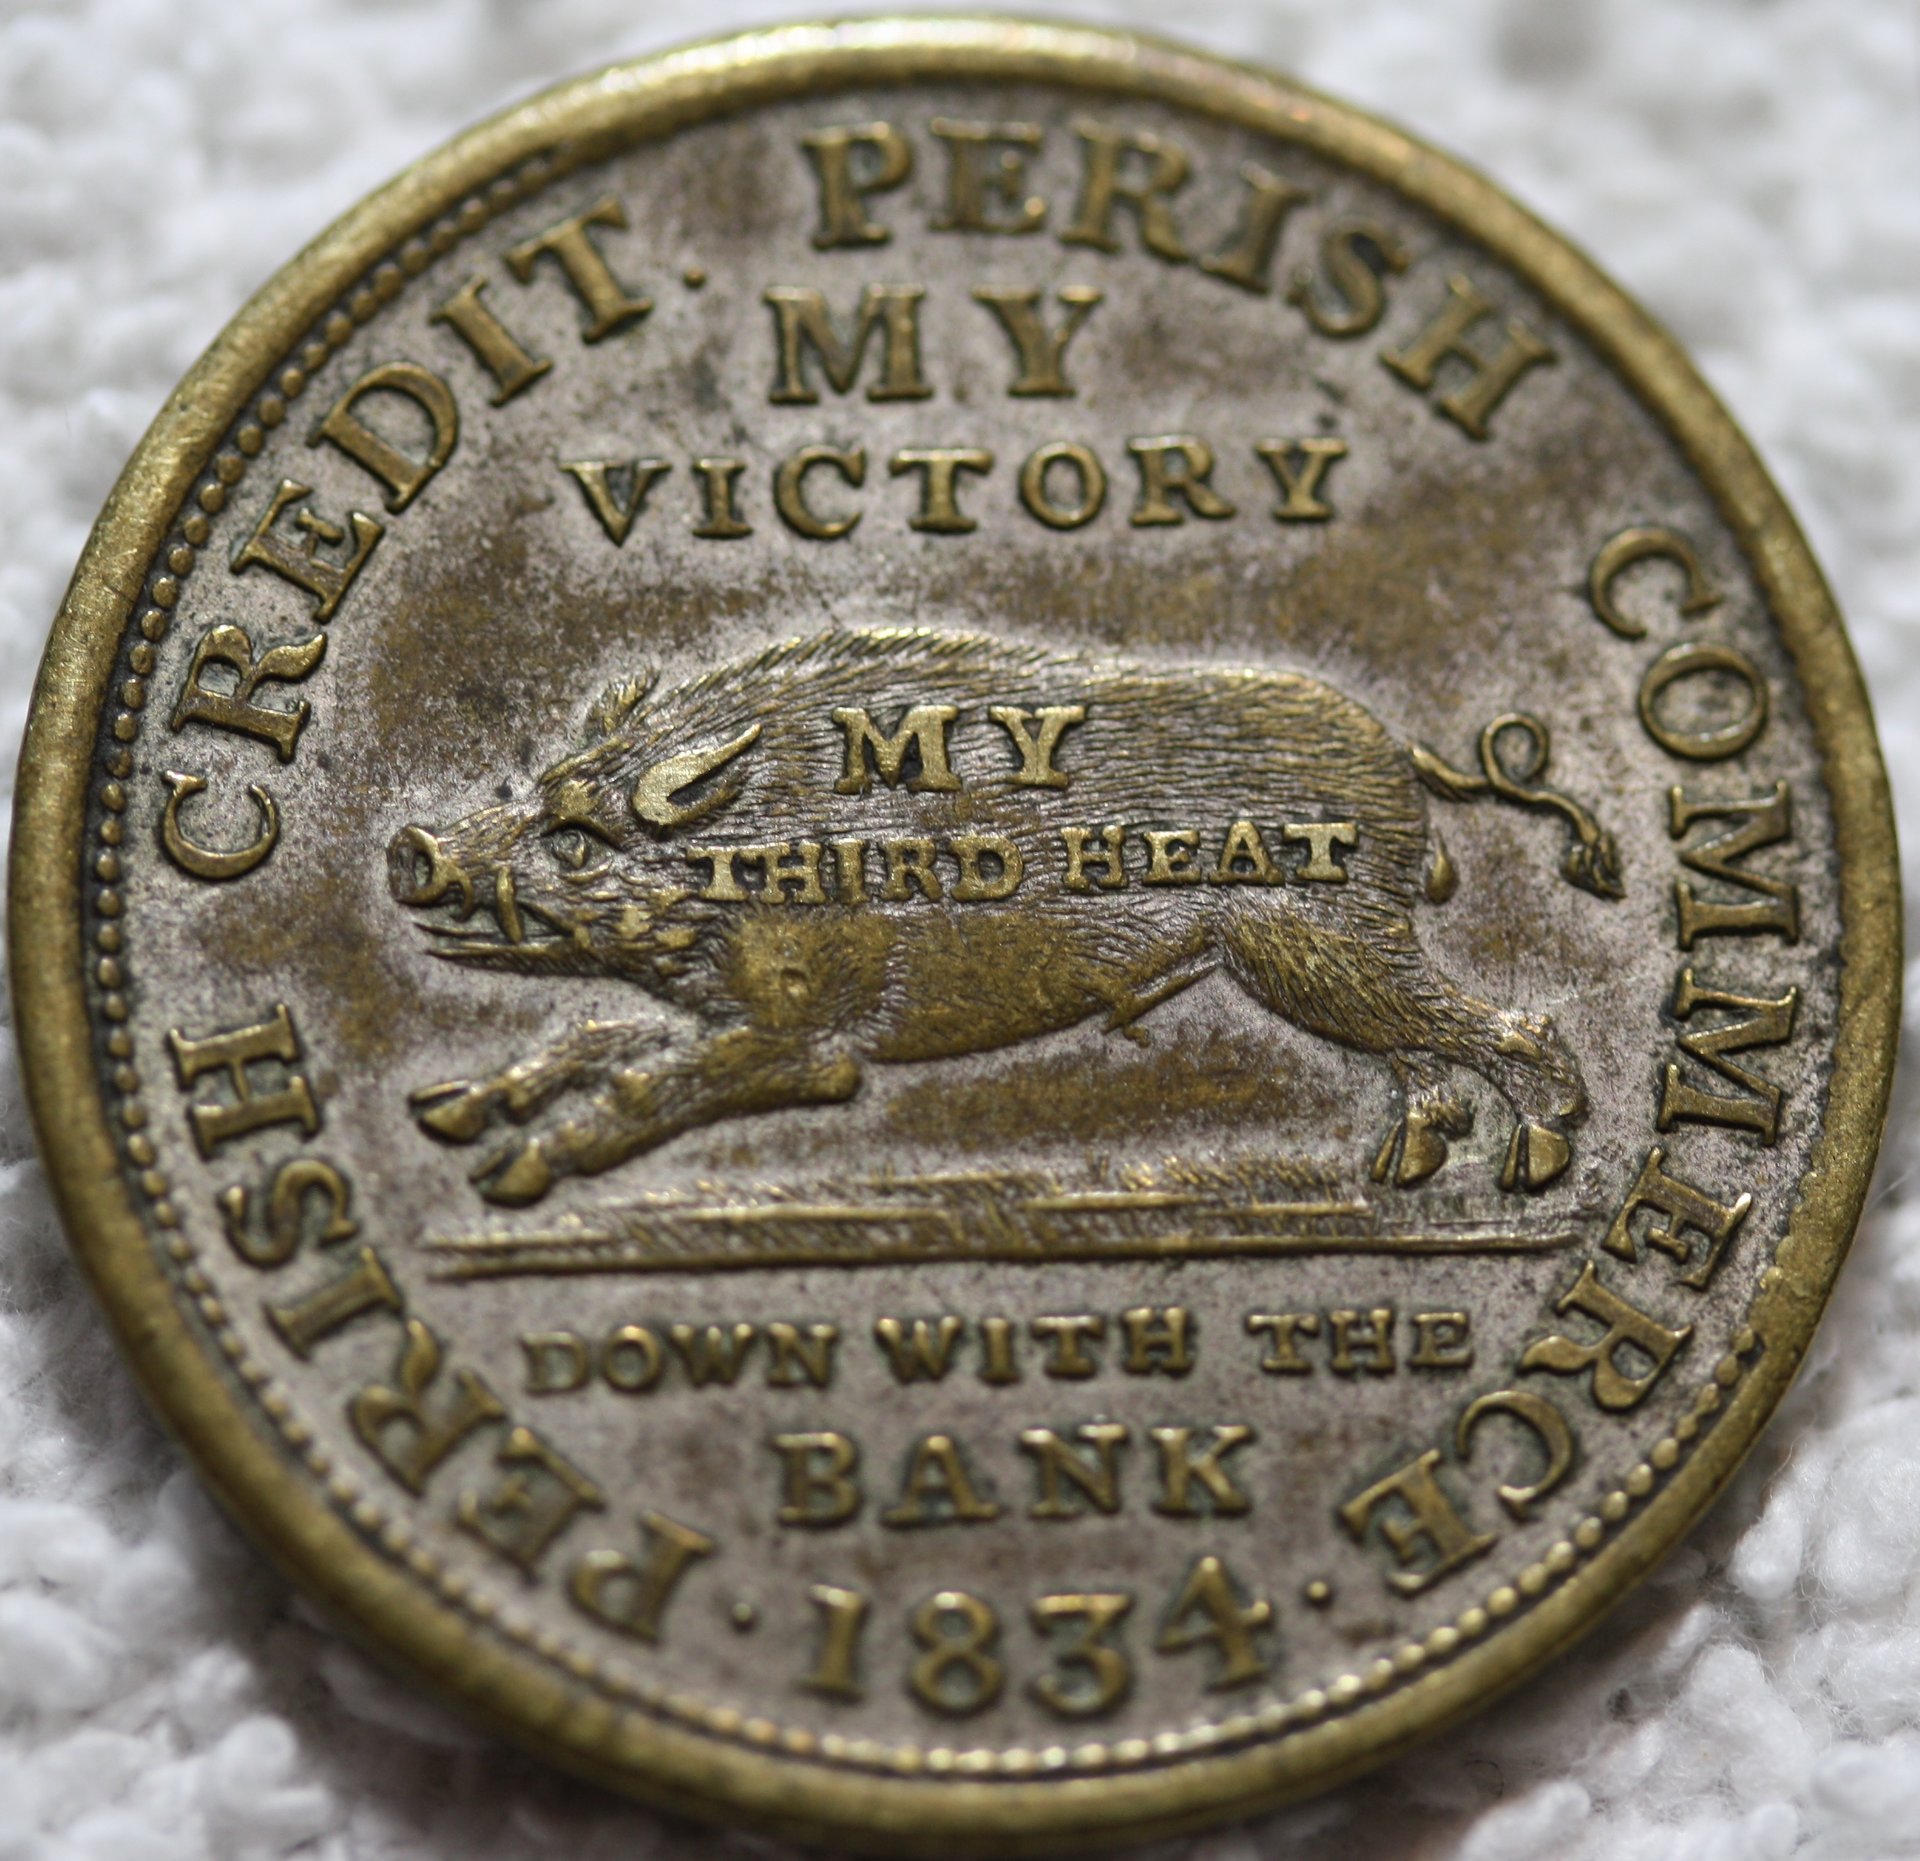 PERISH CREDIT. PERISH COMMERCE
MY
VICTORY
MY
THIRD HEAT
DOWN WITH THE
BANK
· 1834 ·